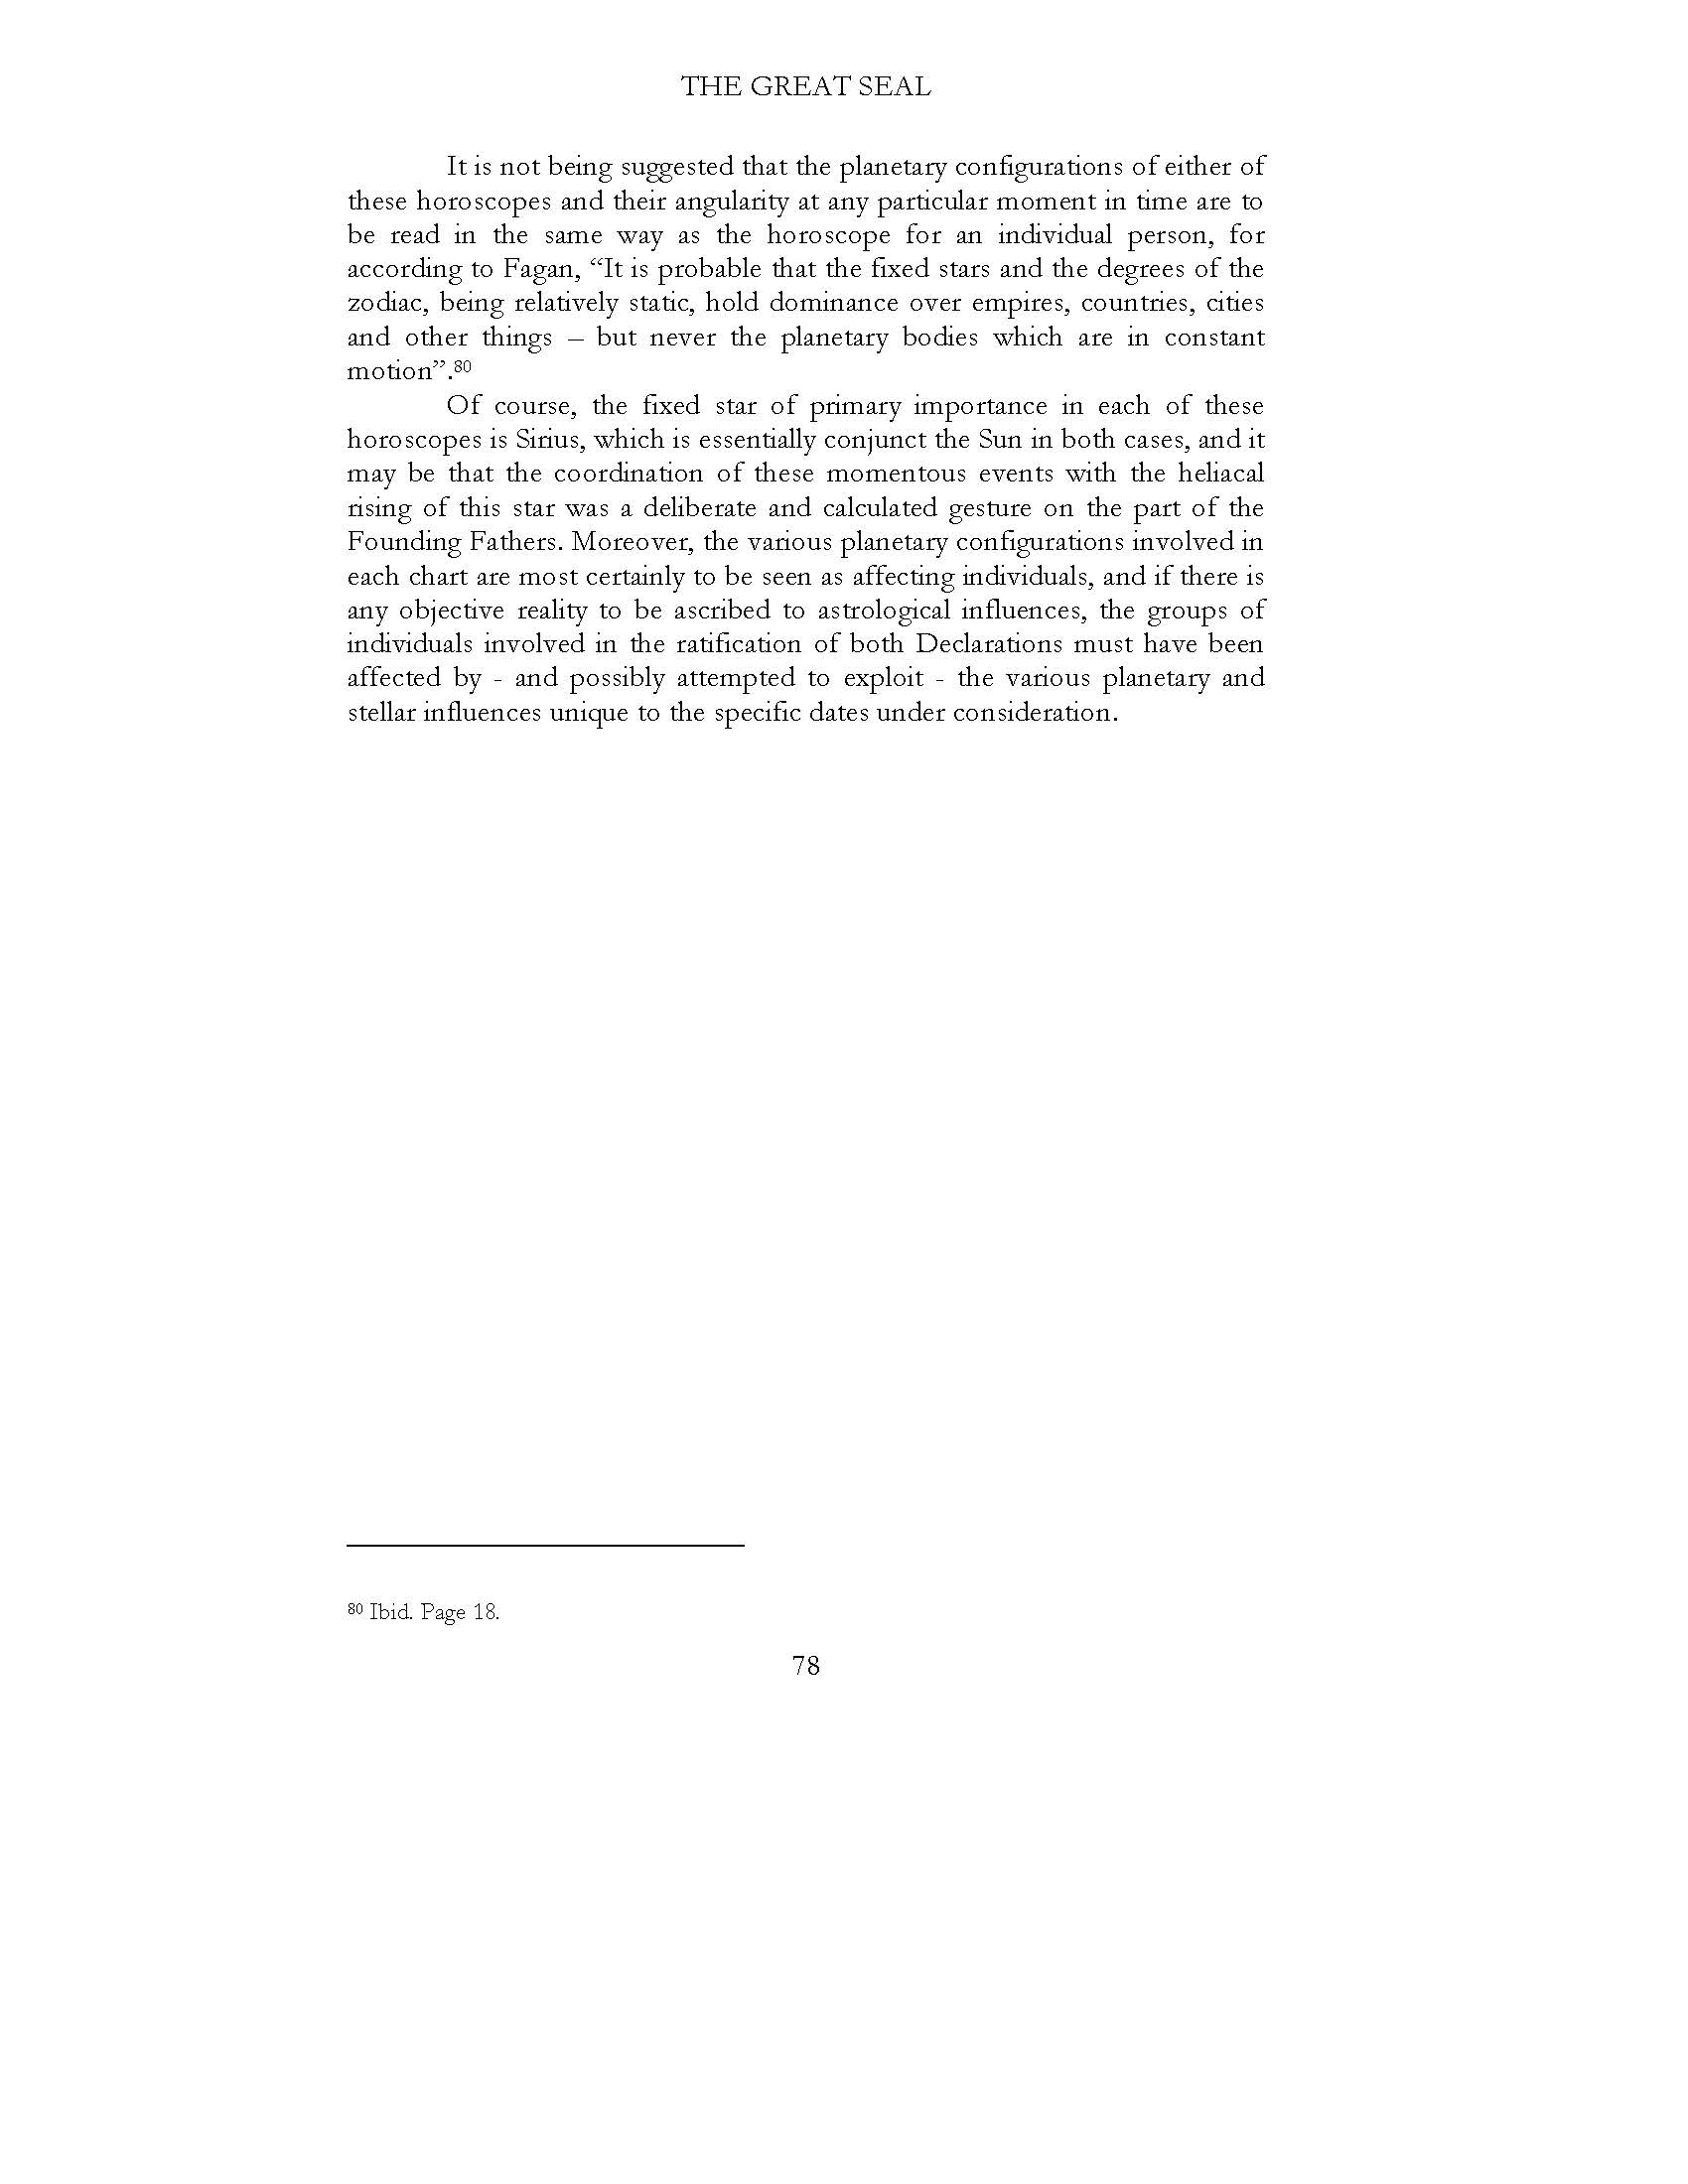 THE GREAT SEAL
It is not being suggested that the planetary configurations of either of
these horoscopes and their angularity at any particular moment in time are to
be read in the same way as the horoscope for an individual person, for
according to Fagan, “It is probable that the fixed stars and the degrees of the
zodiac, being relatively static, hold dominance over empires, countries, cities
and other things – but never the planetary bodies which are in constant
motion”.80
Of course, the fixed star of primary importance in each of these
horoscopes is Sirius, which is essentially conjunct the Sun in both cases, and it
may be that the coordination of these momentous events with the heliacal
rising of this star was a deliberate and calculated gesture on the part of the
Founding Fathers. Moreover, the various planetary configurations involved in
each chart are most certainly to be seen as affecting individuals, and if there is
any objective reality to be ascribed to astrological influences, the groups of
individuals involved in the ratification of both Declarations must have been
affected by - and possibly attempted to exploit - the various planetary and
stellar influences unique to the specific dates under consideration.
80 Ibid. Page 18.
78